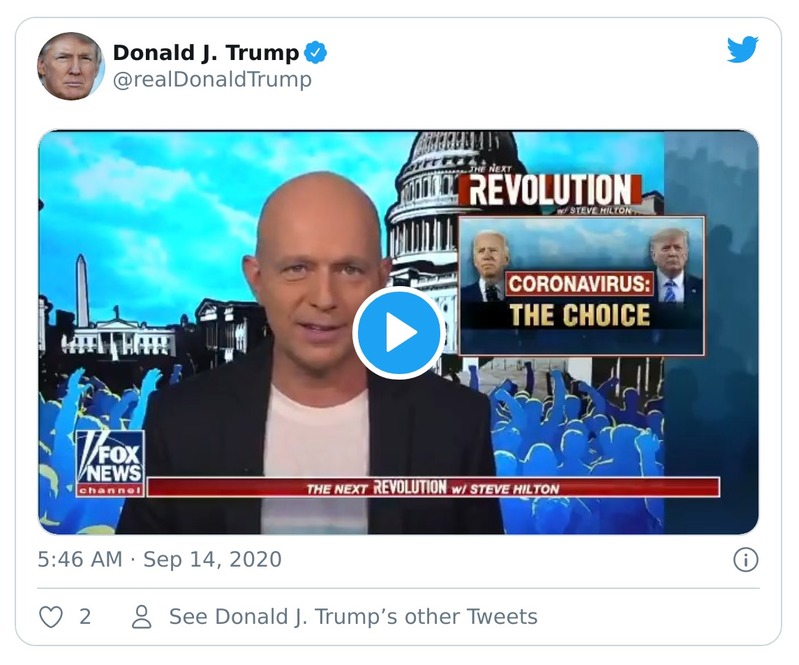 Donald J. Trump
@realDonaldTrump
THE NEXT
REVOLUTION
w/ STEVE HILTON
CORONAVIRUS:
THE CHOICE
FOX
NEWS
channel
THE NEXT REVOLUTION w/ STEVE HILTON
5:46 AM · Sep 14, 2020
2
See Donald J. Trump’s other Tweets